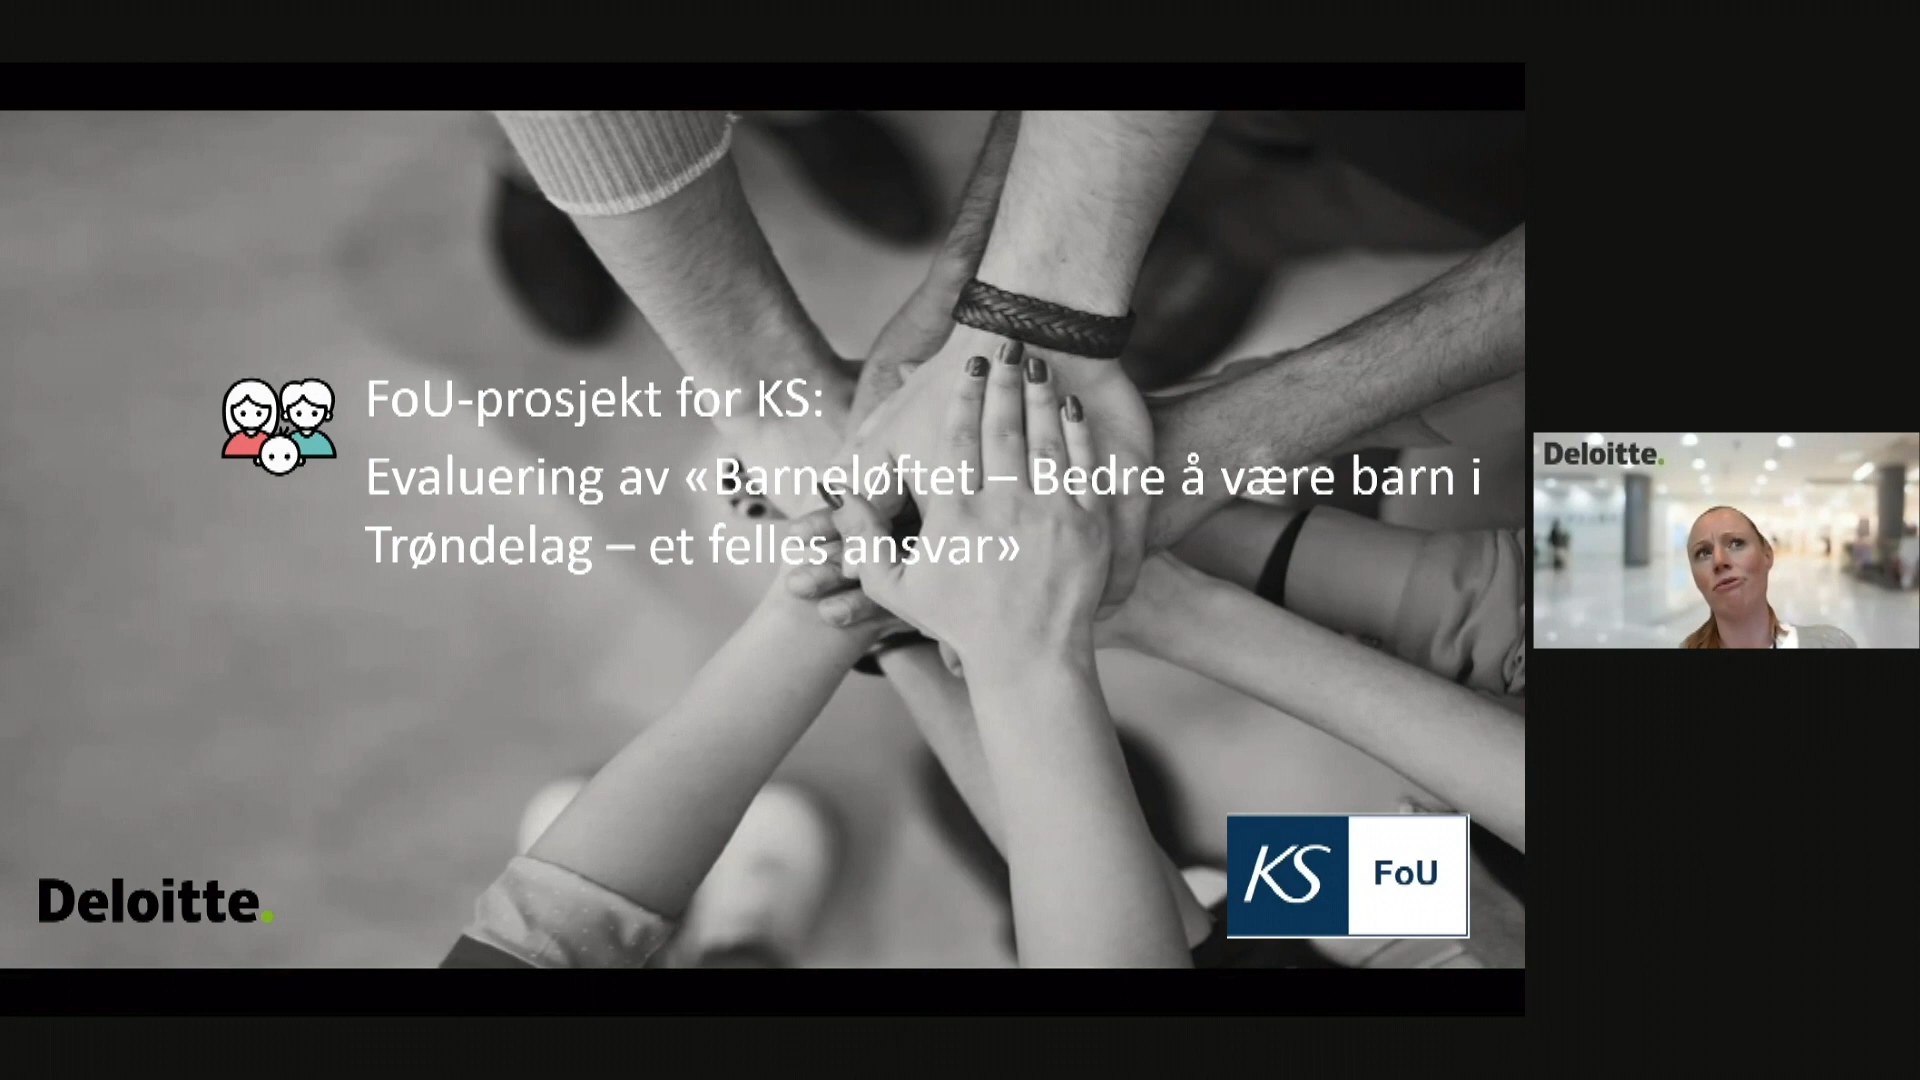 FoU-prosjekt for KS:
Evaluering av «Barneløftet – Bedre å være barn i
Trøndelag – et felles ansvar»
Deloitte.
Deloitte.
KS FoU